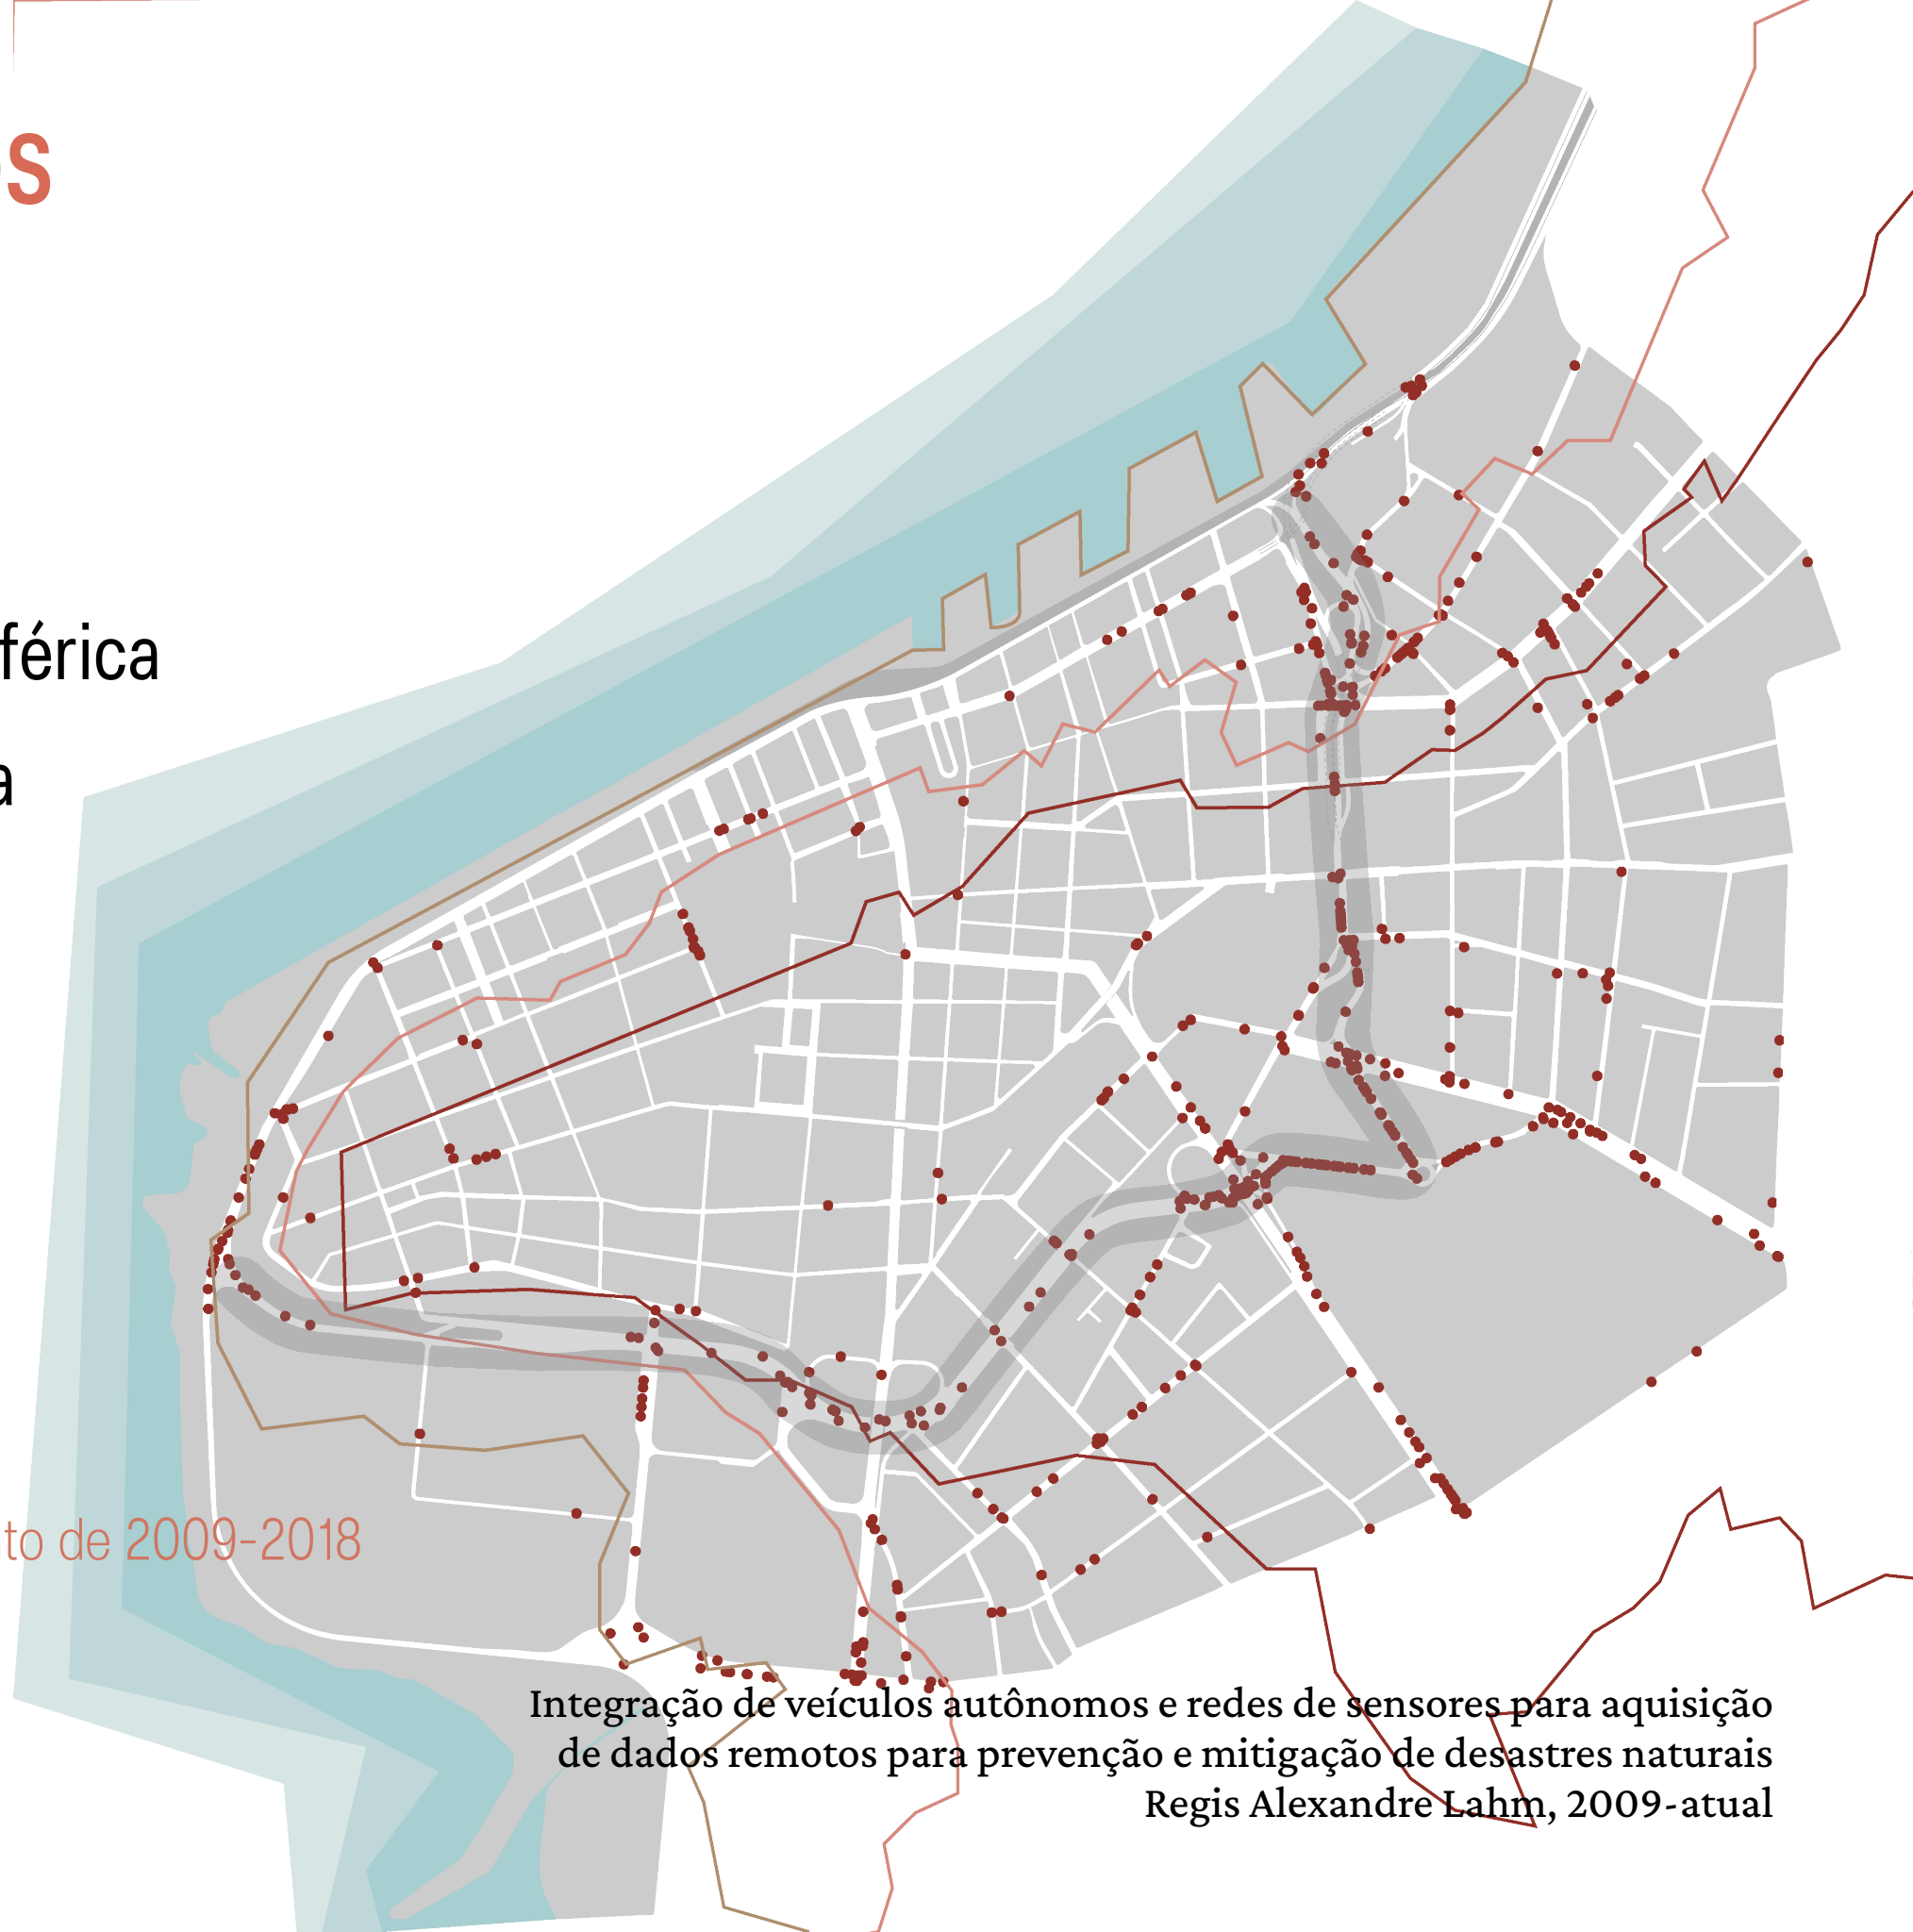 os
férica
a
to de 2009-2018
Integração de veículos autônomos e redes de sensores para aquisição
de dados remotos para prevenção e mitigação de desastres naturais
Regis Alexandre Lahm, 2009-atual